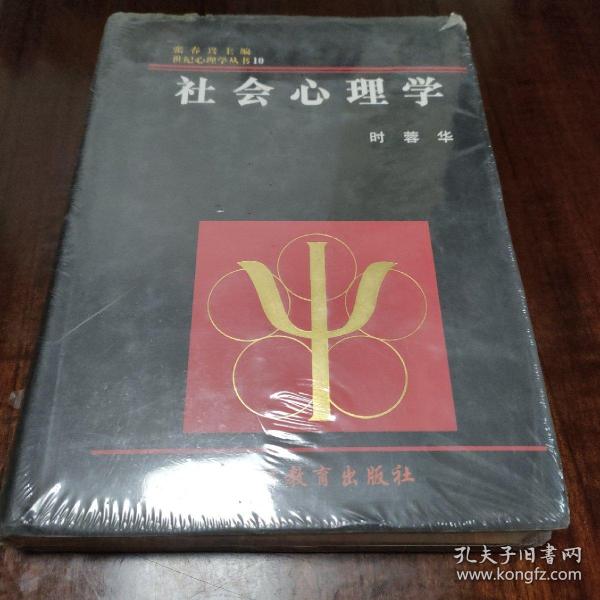 张春兴主编
世纪心理学丛书10
社会心理学
时蓉华
教育出版社
孔夫子旧书网
www.kongfz.com